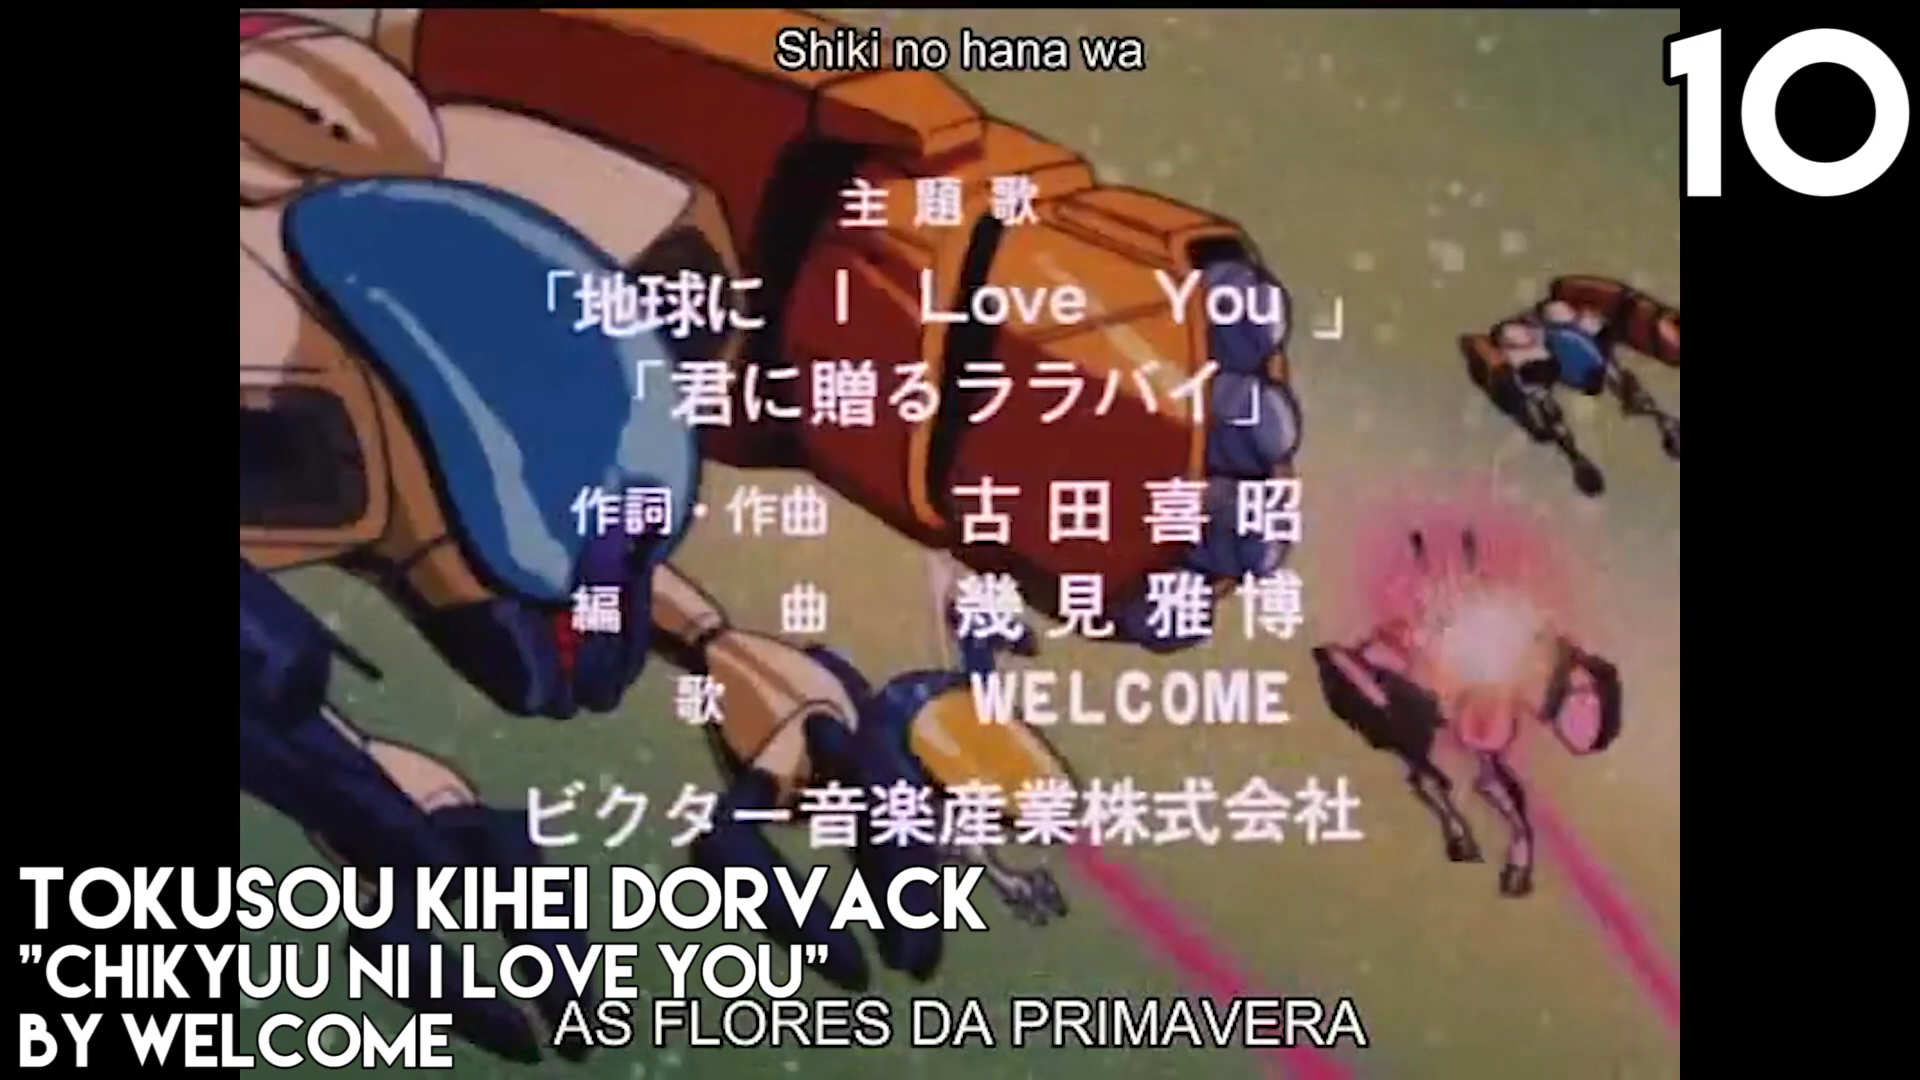 Shiki no hana wa
10
主題歌
「地球に I Love You」
「君に贈るララバイ」
作詞・作曲 古田喜昭
編曲 幾見雅博
歌 WELCOME
ビクター音楽産業株式会社
TOKUSOU KIHEI DORVACK
"CHIKYUU NI I LOVE YOU"
BY WELCOME
AS FLORES DA PRIMAVERA